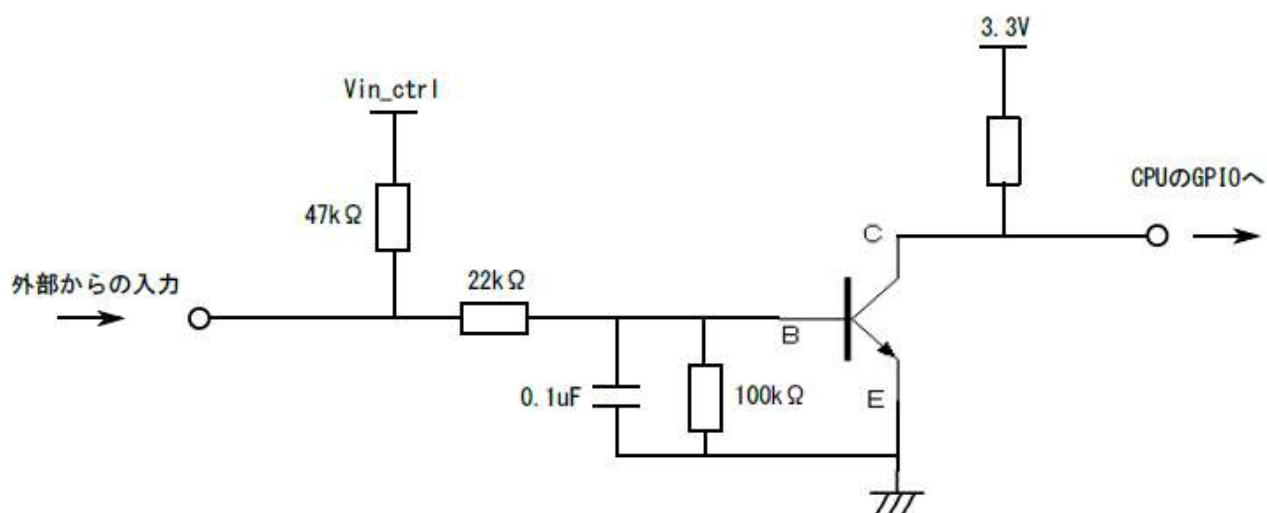 3.3V
Vin_ctrl
CPUのGPIOへ
47kΩ
C
外部からの入力
22kΩ
B
0.1uF
100kΩ
E